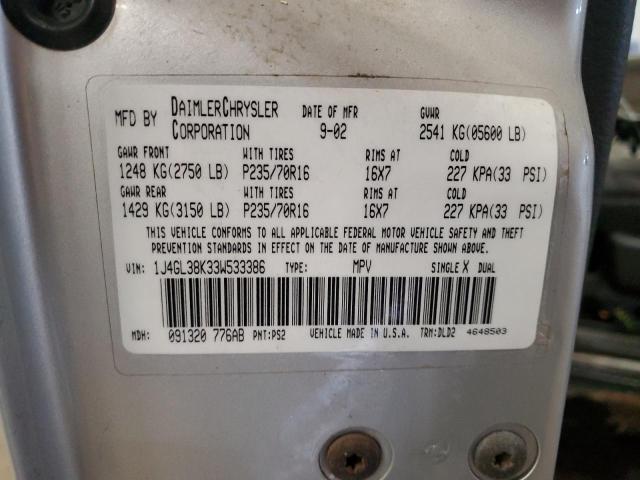 MFD BY DAIMLERCHRYSLER CORPORATION DATE OF MFR 9-02 GVWR 2541 KG(05600 LB)
GAWR FRONT WITH TIRES RIMS AT COLD
1248 KG(2750 LB) P235/70R16 16X7 227 KPA(33 PSI)
GAWR REAR WITH TIRES RIMS AT COLD
1429 KG(3150 LB) P235/70R16 16X7 227 KPA(33 PSI)
THIS VEHICLE CONFORMS TO ALL APPLICABLE FEDERAL MOTOR VEHICLE SAFETY AND THEFT
PREVENTION STANDARDS IN EFFECT ON THE DATE OF MANUFACTURE SHOWN ABOVE.
VIN: 1J4GL38K33W533386 TYPE: MPV SINGLE X DUAL
MDH: 091320 776AB PNT:PS2 VEHICLE MADE IN U.S.A. TRM:DLD2 4648503